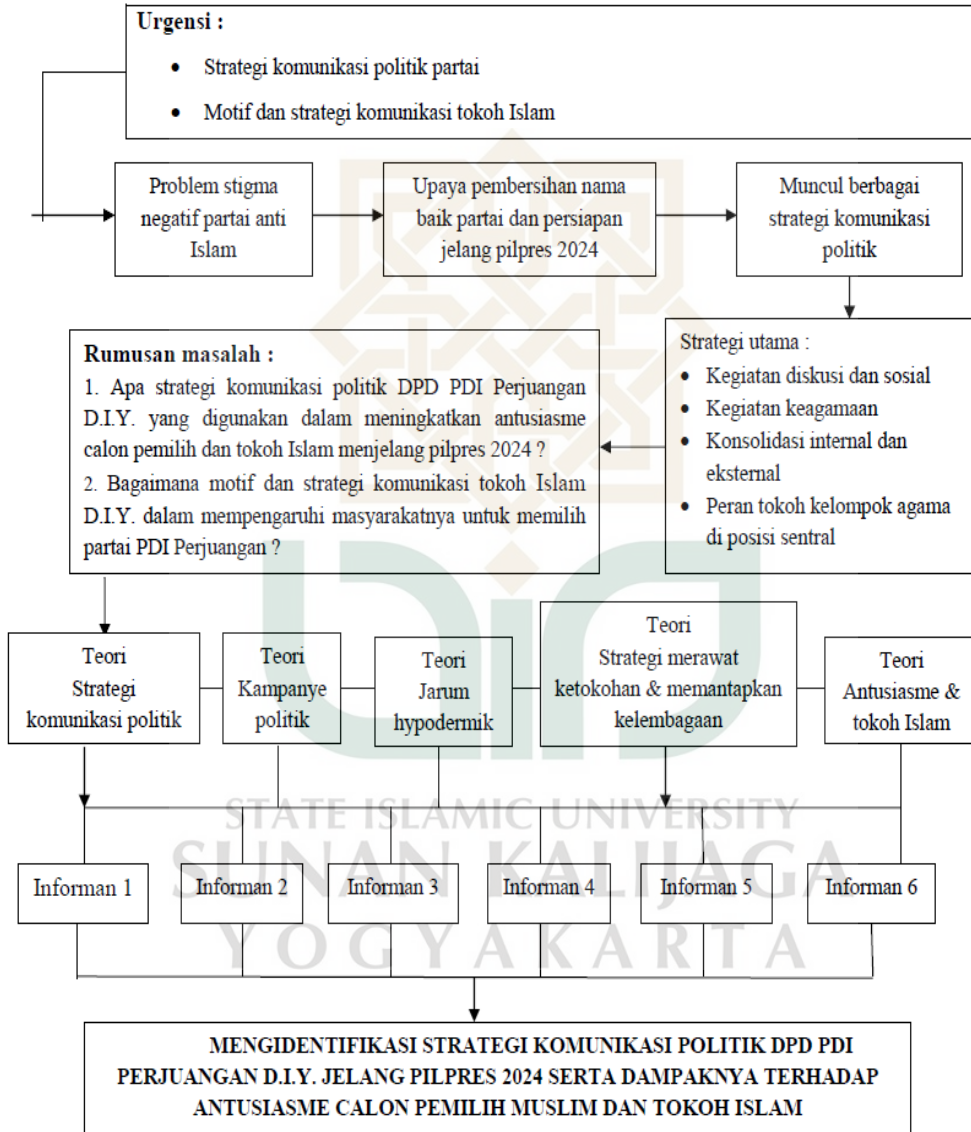 Urgensi :
• Strategi komunikasi politik partai
• Motif dan strategi komunikasi tokoh Islam
Problem stigma
negatif partai anti
Islam
Upaya pembersihan nama
baik partai dan persiapan
jelang pilpres 2024
Muncul berbagai
strategi komunikasi
politik
Strategi utama :
• Kegiatan diskusi dan sosial
• Kegiatan keagamaan
• Konsolidasi internal dan
eksternal
• Peran tokoh kelompok agama
di posisi sentral
Rumusan masalah :
1. Apa strategi komunikasi politik DPD PDI Perjuangan
D.I.Y. yang digunakan dalam meningkatkan antusiasme
calon pemilih dan tokoh Islam menjelang pilpres 2024 ?
2. Bagaimana motif dan strategi komunikasi tokoh Islam
D.I.Y. dalam mempengaruhi masyarakatnya untuk memilih
partai PDI Perjuangan ?
Teori
Strategi
komunikasi politik
Teori
Kampanye
politik
Teori
Jarum
hypodermik
Teori
Strategi merawat
ketokohan & memantapkan
kelembagaan
Teori
Antusiasme &
tokoh Islam
STATE ISLAMIC UNIVERSITY
SUNAN KALIJAGA
YOGYAKARTA
Informan 1
Informan 2
Informan 3
Informan 4
Informan 5
Informan 6
MENGIDENTIFIKASI STRATEGI KOMUNIKASI POLITIK DPD PDI
PERJUANGAN D.I.Y. JELANG PILPRES 2024 SERTA DAMPAKNYA TERHADAP
ANTUSIASME CALON PEMILIH MUSLIM DAN TOKOH ISLAM